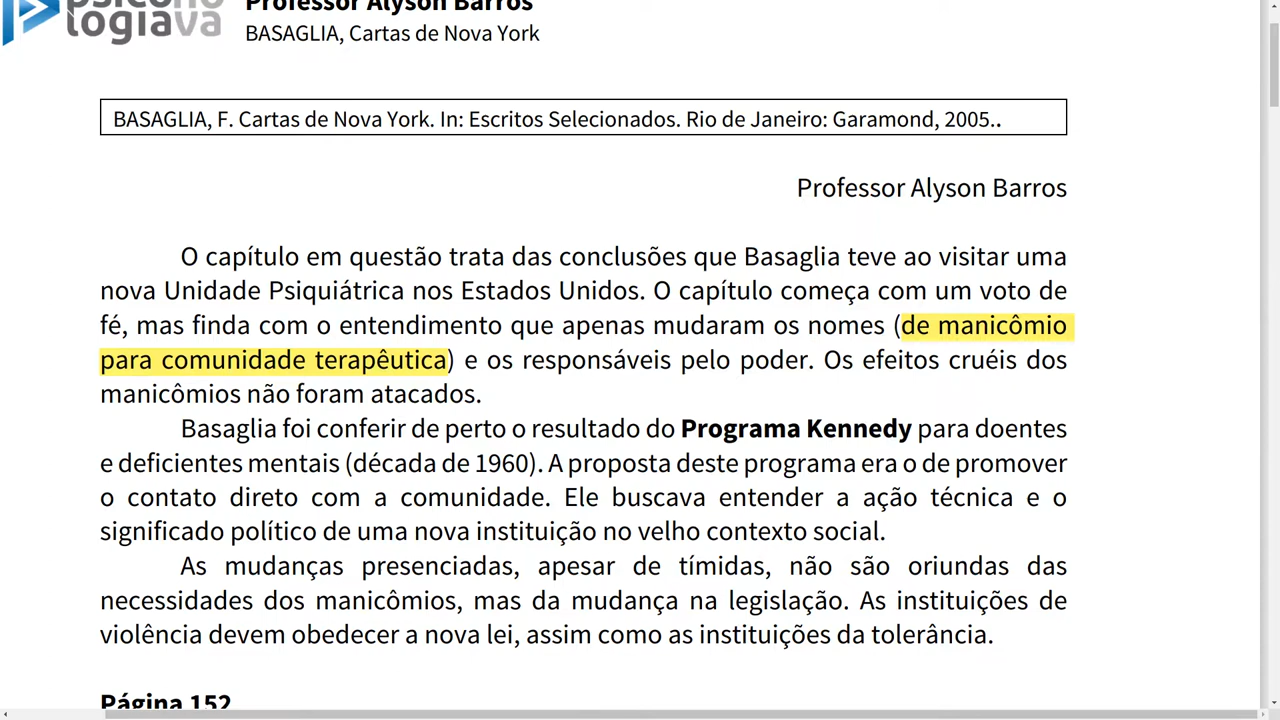 Professor Alyson Barros
logiava
BASAGLIA, Cartas de Nova York
BASAGLIA, F. Cartas de Nova York. In: Escritos Selecionados. Rio de Janeiro: Garamond, 2005..
Professor Alyson Barros
O capítulo em questão trata das conclusões que Basaglia teve ao visitar uma
nova Unidade Psiquiátrica nos Estados Unidos. O capítulo começa com um voto de
fé, mas finda com o entendimento que apenas mudaram os nomes (de manicômio
para comunidade terapêutica) e os responsáveis pelo poder. Os efeitos cruéis dos
manicômios não foram atacados.
Basaglia foi conferir de perto o resultado do Programa Kennedy para doentes
e deficientes mentais (década de 1960). A proposta deste programa era o de promover
o contato direto com a comunidade. Ele buscava entender a ação técnica e o
significado político de uma nova instituição no velho contexto social.
As mudanças presenciadas, apesar de tímidas, não são oriundas das
necessidades dos manicômios, mas da mudança na legislação. As instituições de
violência devem obedecer a nova lei, assim como as instituições da tolerância.
Página 152